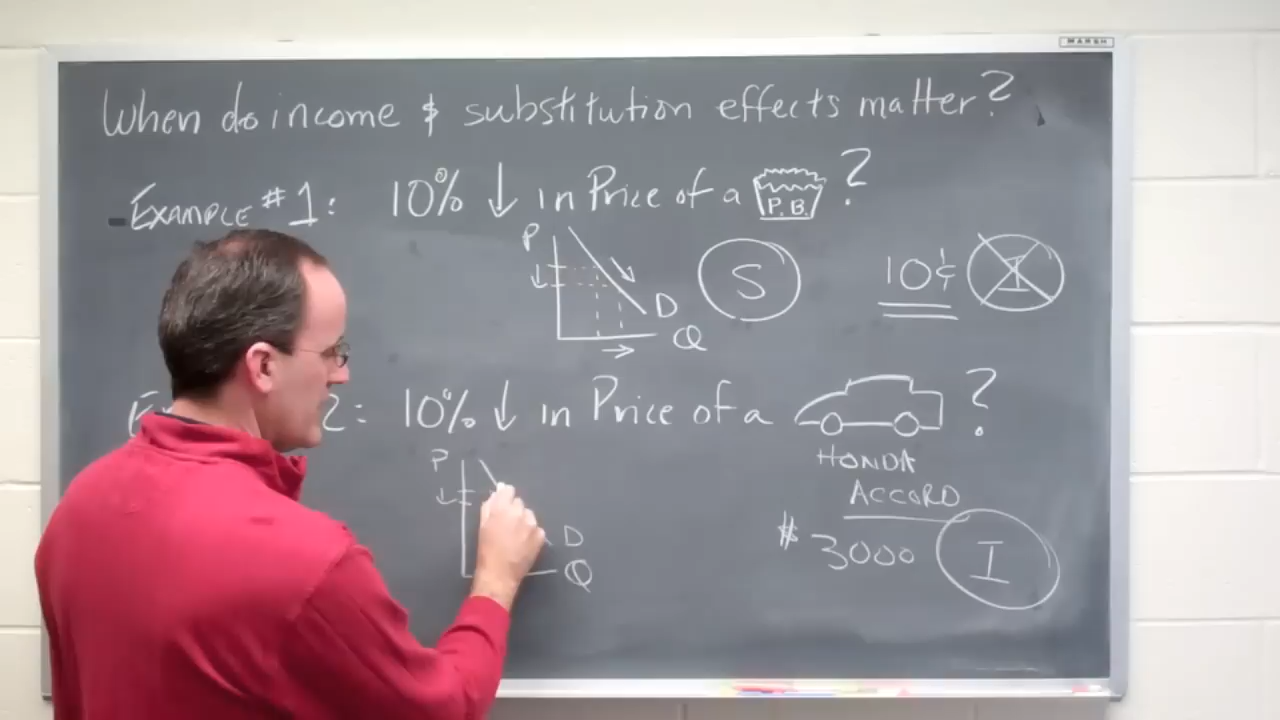 MARSH
When do income & substitution effects matter?
EXAMPLE #1: 10% ↓ in Price of a P.B. ?
P
D
Q
S
10¢ I
2: 10% ↓ in Price of a ?
HONDA
ACCORD
P
D
Q
$3000 I